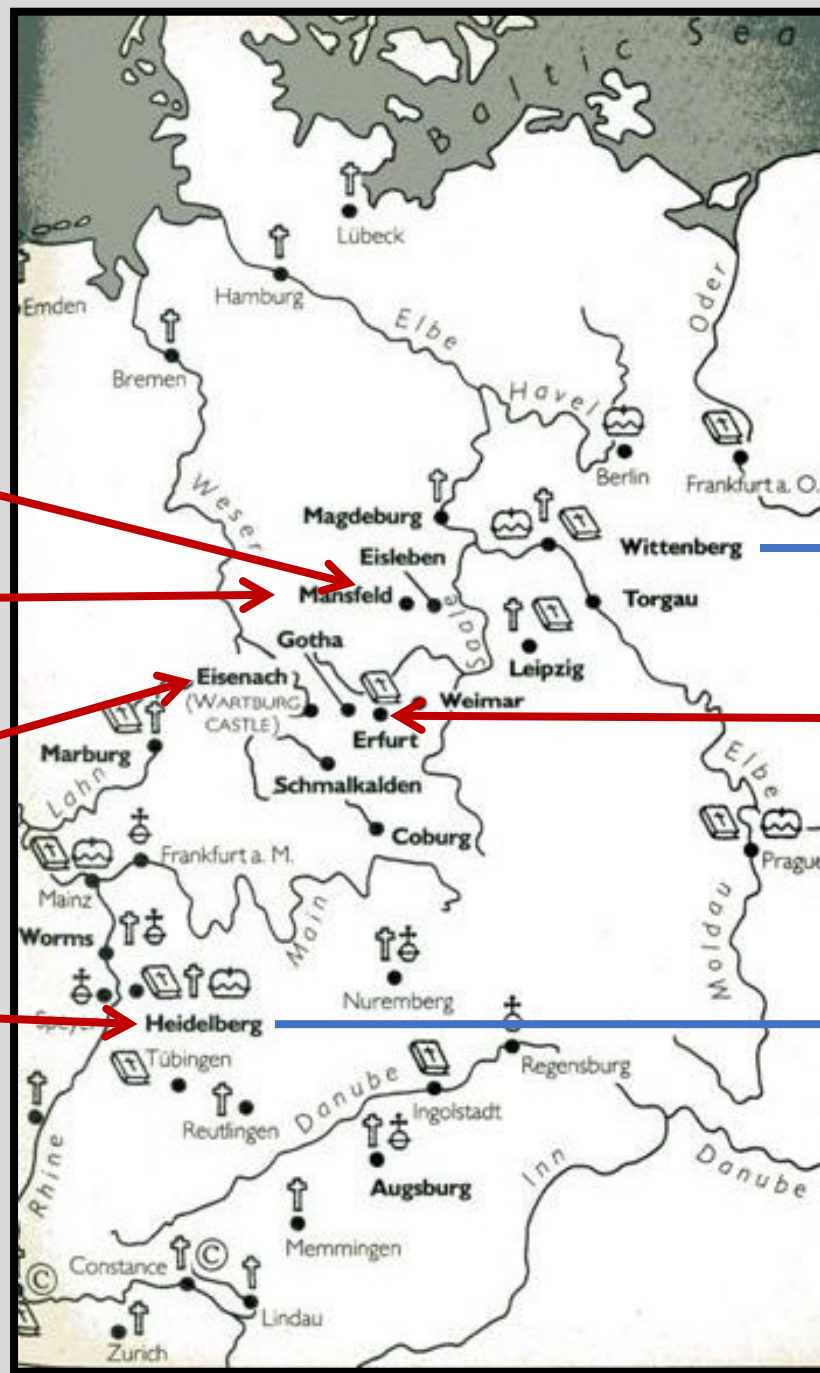 Baltic Sea
Lübeck
Hamburg
Emden
Elbe
Oder
Bremen
Havel
Berlin
Frankfurt a. O.
Weser
Magdeburg
Eisleben
Wittenberg
Mansfeld
Torgau
Saale
Gotha
Leipzig
Eisenach
(WARTBURG
CASTLE)
Weimar
Erfurt
Marburg
Elbe
Lahn
Schmalkalden
Coburg
Frankfurt a. M.
Prague
Mainz
Main
Worms
Moldau
Nuremberg
Speyer
Heidelberg
Tübingen
Regensburg
Danube
Ingolstadt
Reutlingen
Inn
Danube
Rhine
Augsburg
Memmingen
Constance
©
©
Lindau
Zurich